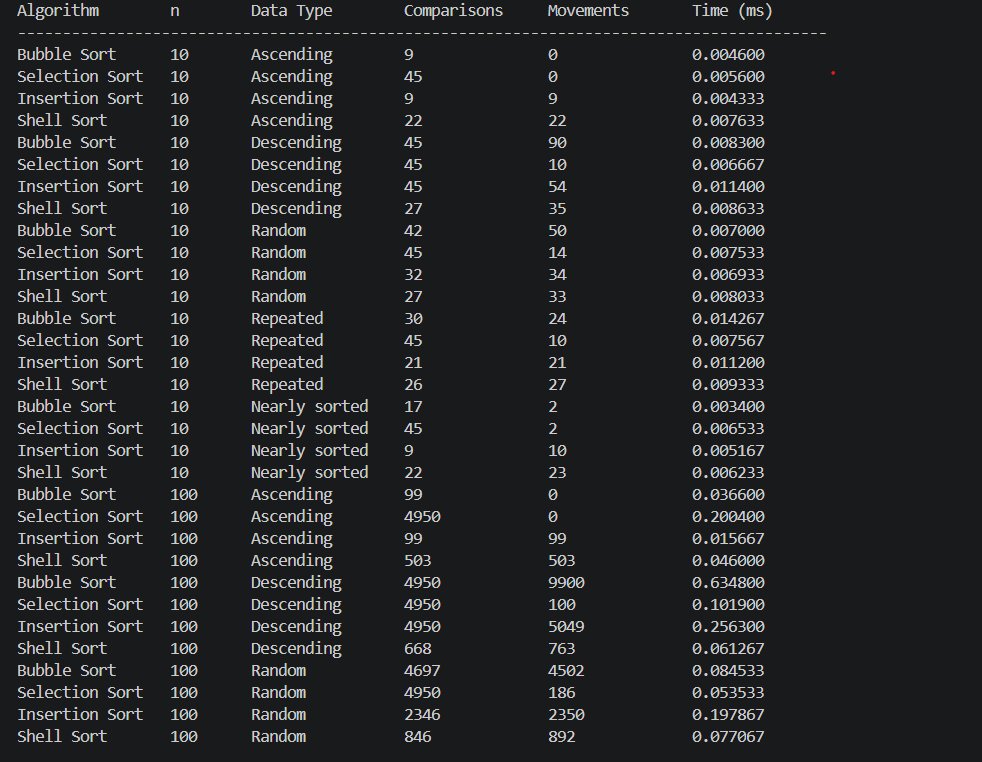 Algorithm n Data Type Comparisons Movements Time (ms)
------------------------------------------------------------------------------------------
Bubble Sort 10 Ascending 9 0 0.004600
Selection Sort 10 Ascending 45 0 0.005600
Insertion Sort 10 Ascending 9 9 0.004333
Shell Sort 10 Ascending 22 22 0.007633
Bubble Sort 10 Descending 45 90 0.008300
Selection Sort 10 Descending 45 10 0.006667
Insertion Sort 10 Descending 45 54 0.011400
Shell Sort 10 Descending 27 35 0.008633
Bubble Sort 10 Random 42 50 0.007000
Selection Sort 10 Random 45 14 0.007533
Insertion Sort 10 Random 32 34 0.006933
Shell Sort 10 Random 27 33 0.008033
Bubble Sort 10 Repeated 30 24 0.014267
Selection Sort 10 Repeated 45 10 0.007567
Insertion Sort 10 Repeated 21 21 0.011200
Shell Sort 10 Repeated 26 27 0.009333
Bubble Sort 10 Nearly sorted 17 2 0.003400
Selection Sort 10 Nearly sorted 45 2 0.006533
Insertion Sort 10 Nearly sorted 9 10 0.005167
Shell Sort 10 Nearly sorted 22 23 0.006233
Bubble Sort 100 Ascending 99 0 0.036600
Selection Sort 100 Ascending 4950 0 0.200400
Insertion Sort 100 Ascending 99 99 0.015667
Shell Sort 100 Ascending 503 503 0.046000
Bubble Sort 100 Descending 4950 9900 0.634800
Selection Sort 100 Descending 4950 100 0.101900
Insertion Sort 100 Descending 4950 5049 0.256300
Shell Sort 100 Descending 668 763 0.061267
Bubble Sort 100 Random 4697 4502 0.084533
Selection Sort 100 Random 4950 186 0.053533
Insertion Sort 100 Random 2346 2350 0.197867
Shell Sort 100 Random 846 892 0.077067